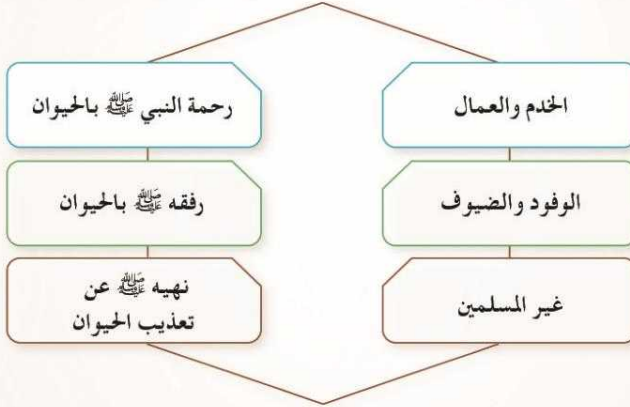 الخدم والعمال
رحمة النبي ﷺ بالحيوان
الوفود والضيوف
رفقه ﷺ بالحيوان
غير المسلمين
نهيه ﷺ عن
تعذيب الحيوان